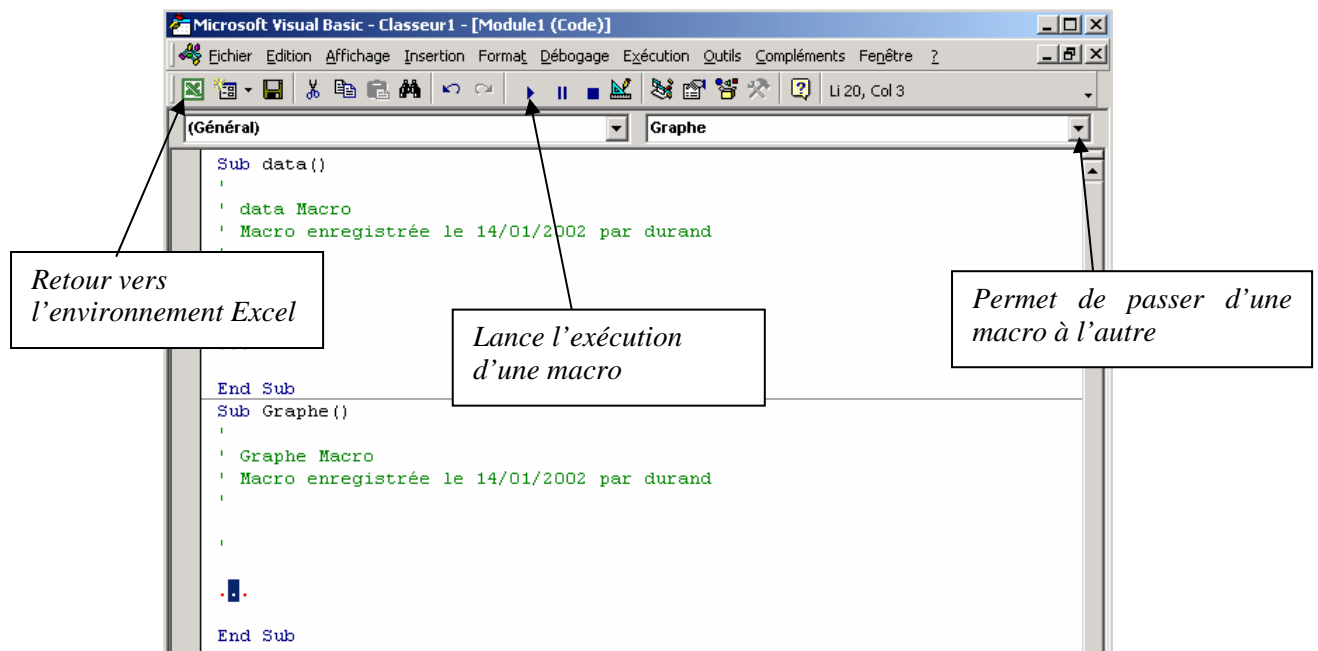 Microsoft Visual Basic - Classeur1 - [Module1 (Code)]
Fichier Edition Affichage Insertion Format Débogage Exécution Outils Compléments Fenêtre ?
Li 20, Col 3
(Général) Graphe
Sub data()
'
' data Macro
' Macro enregistrée le 14/01/2002 par durand
'
Retour vers
l'environnement Excel
Lance l'exécution
d'une macro
Permet de passer d'une
macro à l'autre
End Sub
Sub Graphe()
'
' Graphe Macro
' Macro enregistrée le 14/01/2002 par durand
'
'
...
End Sub